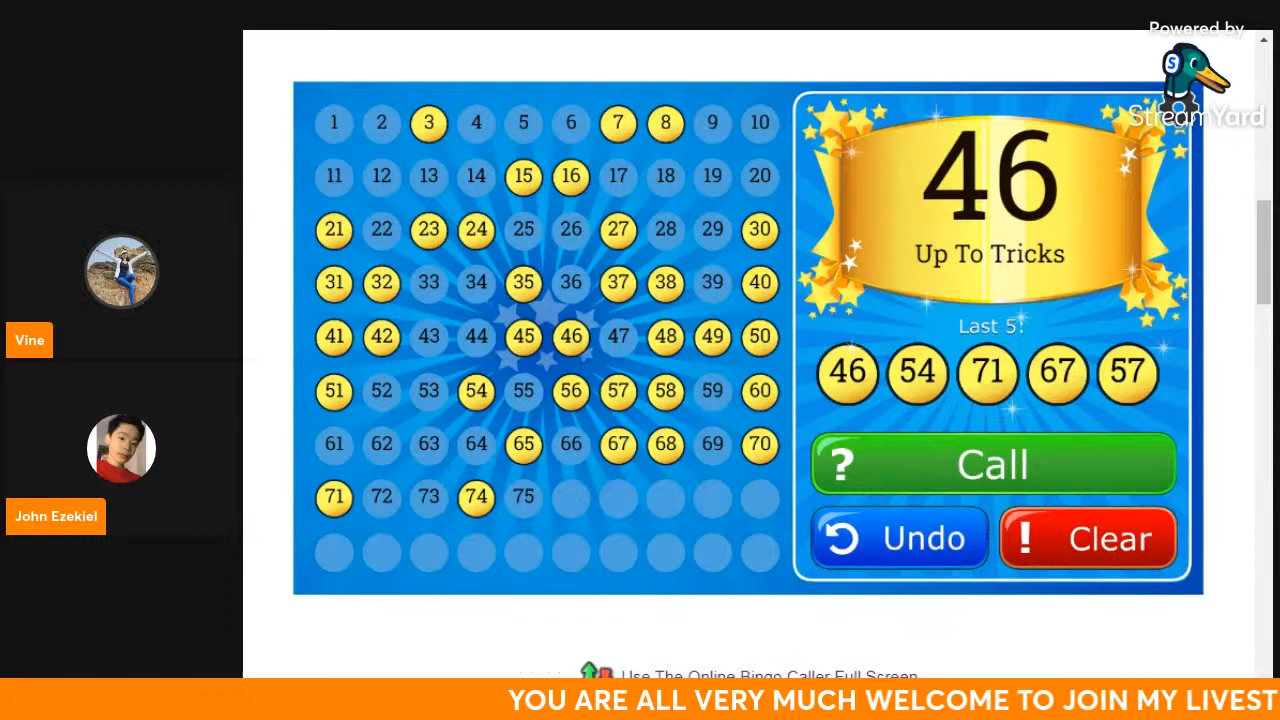 Powered by
StreamYard
1 2 3 4 5 6 7 8 9 10
11 12 13 14 15 16 17 18 19 20
21 22 23 24 25 26 27 28 29 30
31 32 33 34 35 36 37 38 39 40
41 42 43 44 45 46 47 48 49 50
51 52 53 54 55 56 57 58 59 60
61 62 63 64 65 66 67 68 69 70
71 72 73 74 75
46
Up To Tricks
Last 5:
46 54 71 67 57
? Call
Undo
! Clear
Vine
John Ezekiel
Use The Online Bingo Caller Full Screen
YOU ARE ALL VERY MUCH WELCOME TO JOIN MY LIVEST